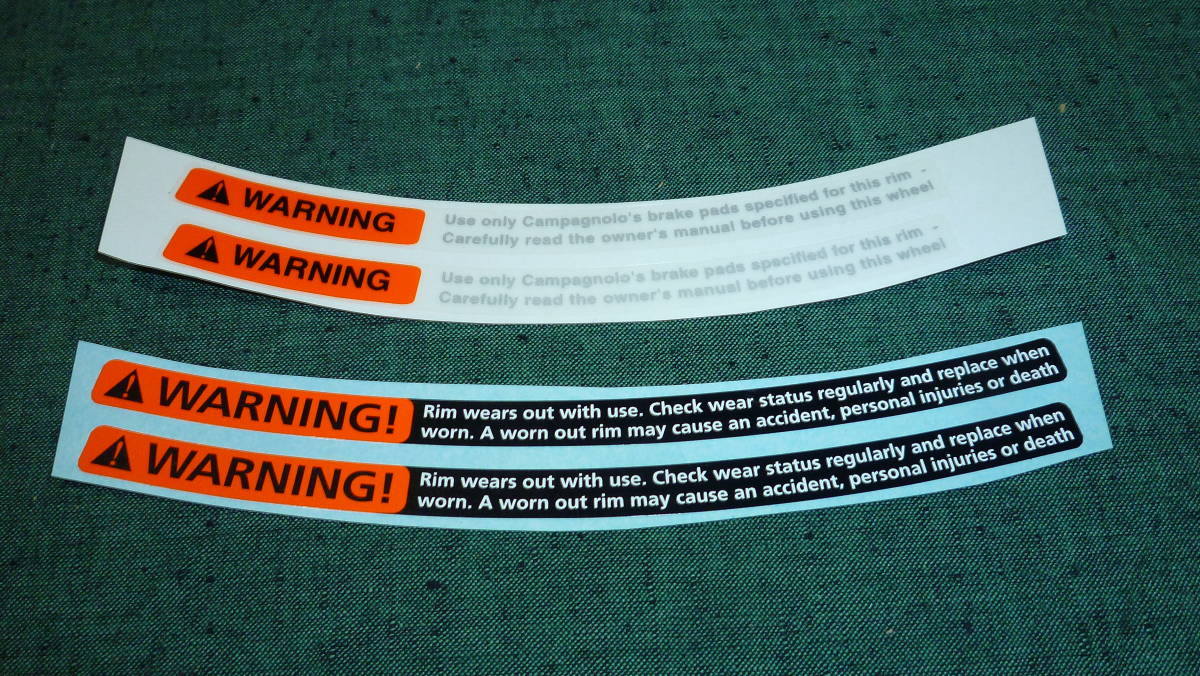 WARNING
Use only Campagnolo's brake pads specified for this rim -
Carefully read the owner's manual before using this wheel
WARNING
Use only Campagnolo's brake pads specified for this rim -
Carefully read the owner's manual before using this wheel
WARNING!
Rim wears out with use. Check wear status regularly and replace when
worn. A worn out rim may cause an accident, personal injuries or death
WARNING!
Rim wears out with use. Check wear status regularly and replace when
worn. A worn out rim may cause an accident, personal injuries or death